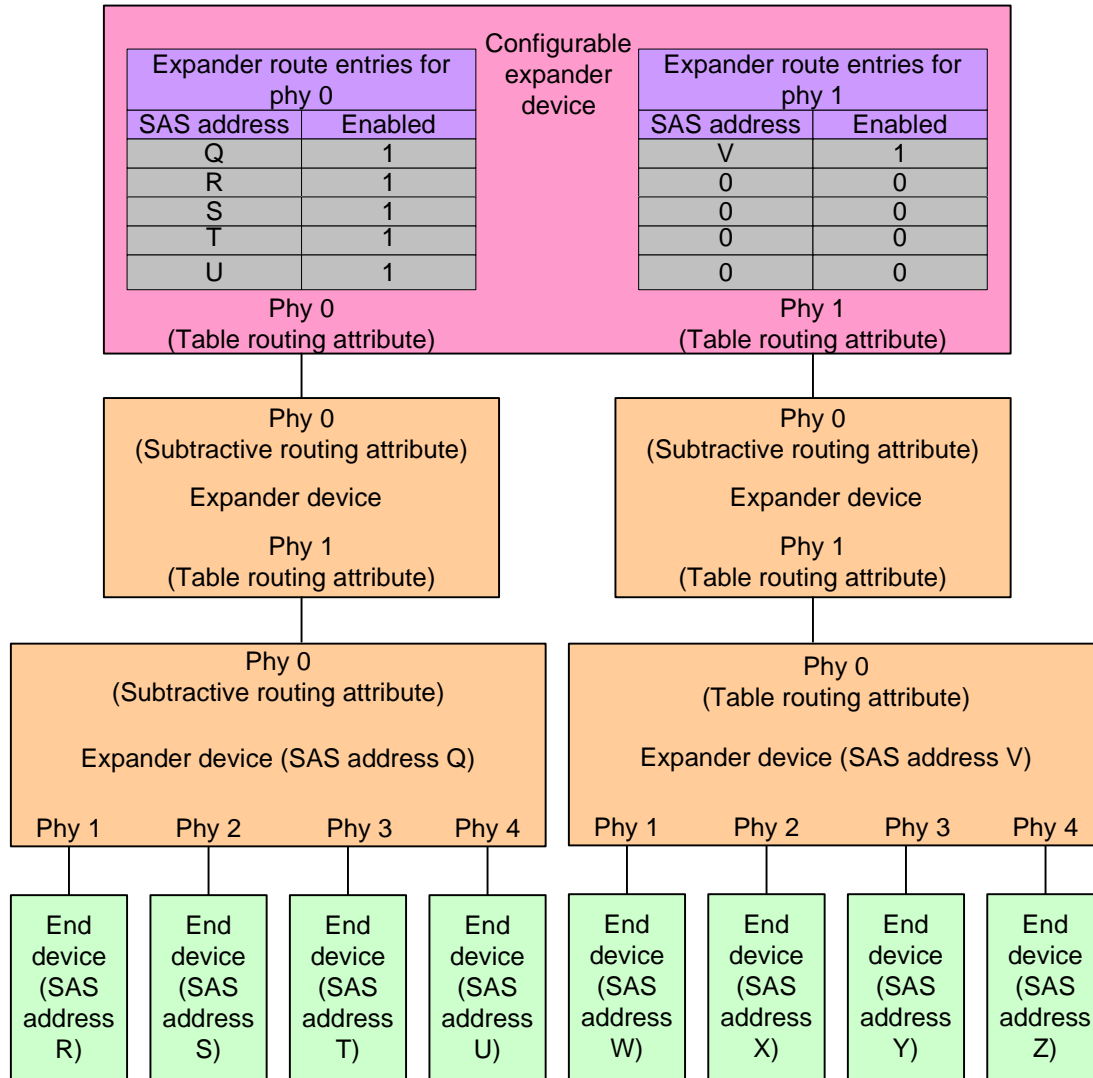 Configurable
expander
device
Expander route entries for
phy 0
SAS address Enabled
Q 1
R 1
S 1
T 1
U 1
Expander route entries for
phy 1
SAS address Enabled
V 1
0 0
0 0
0 0
0 0
Phy 0
(Table routing attribute)
Phy 1
(Table routing attribute)
Phy 0
(Subtractive routing attribute)
Expander device
Phy 1
(Table routing attribute)
Phy 0
(Subtractive routing attribute)
Expander device
Phy 1
(Table routing attribute)
Phy 0
(Subtractive routing attribute)
Expander device (SAS address Q)
Phy 1 Phy 2 Phy 3 Phy 4
Phy 0
(Table routing attribute)
Expander device (SAS address V)
Phy 1 Phy 2 Phy 3 Phy 4
End
device
(SAS
address
R)
End
device
(SAS
address
S)
End
device
(SAS
address
T)
End
device
(SAS
address
U)
End
device
(SAS
address
W)
End
device
(SAS
address
X)
End
device
(SAS
address
Y)
End
device
(SAS
address
Z)